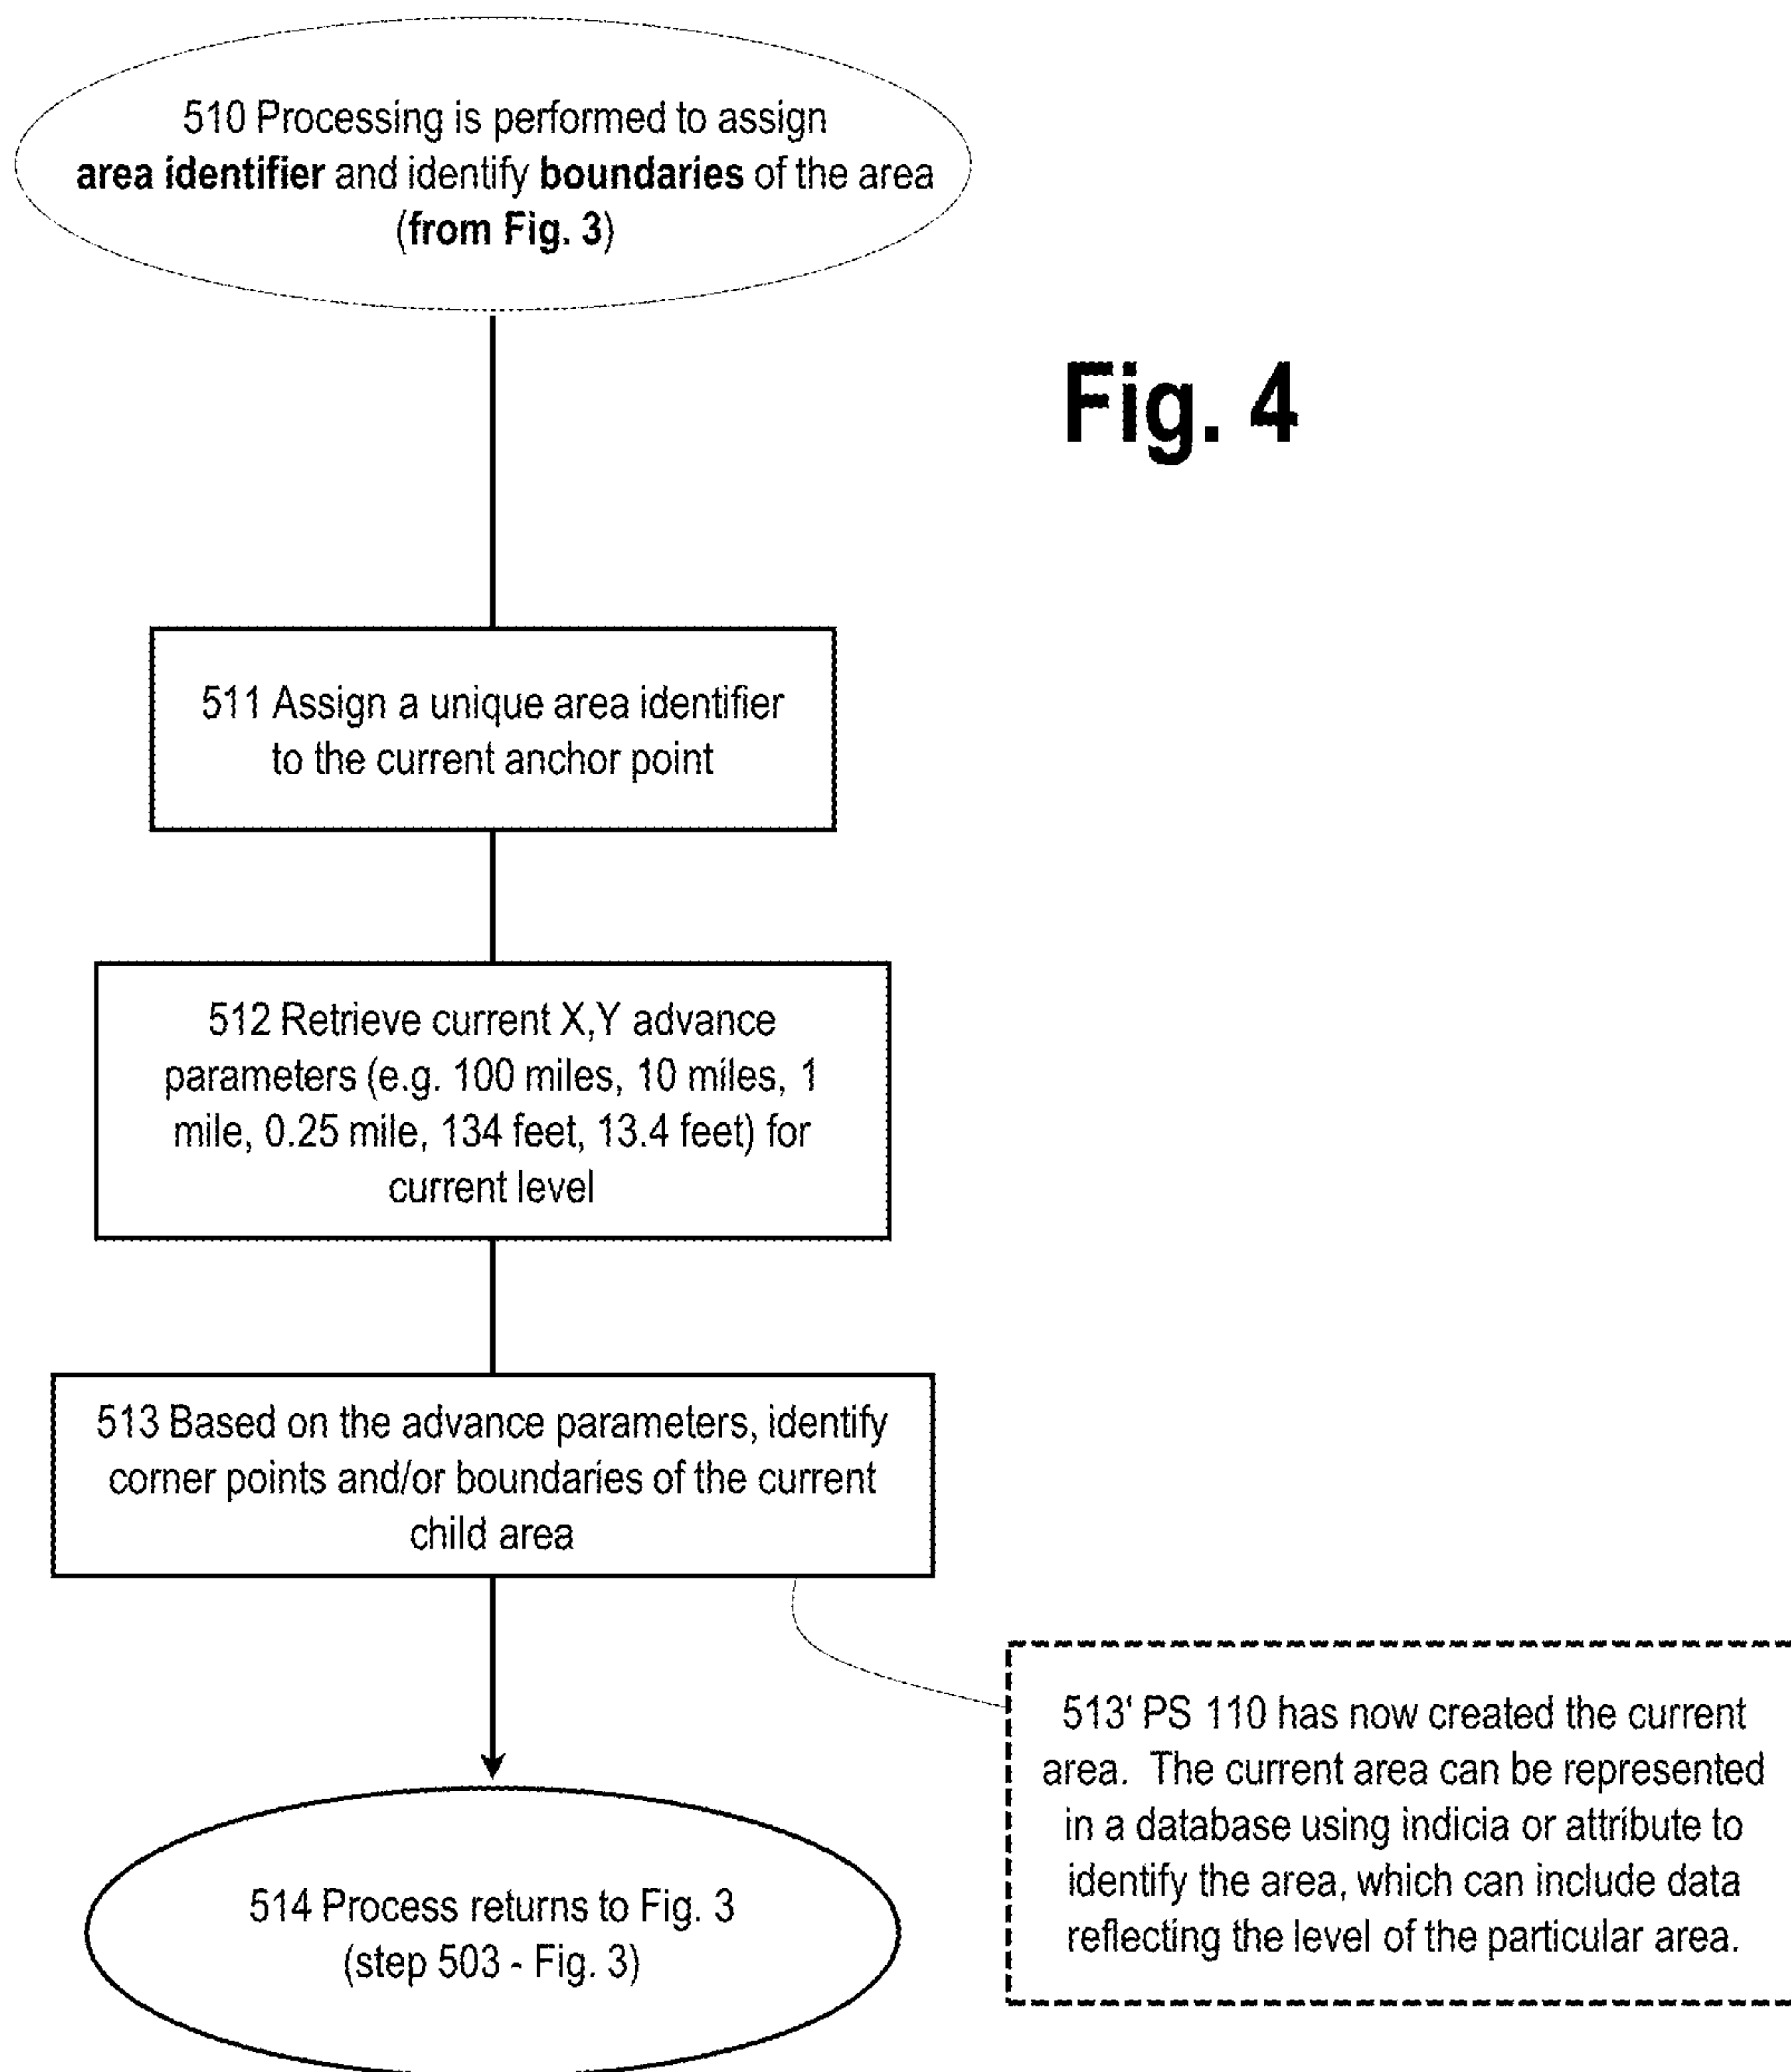 510 Processing is performed to assign
area identifier and identify boundaries of the area
(from Fig. 3)
Fig. 4
511 Assign a unique area identifier
to the current anchor point
512 Retrieve current X,Y advance
parameters (e.g. 100 miles, 10 miles, 1
mile, 0.25 mile, 134 feet, 13.4 feet) for
current level
513 Based on the advance parameters, identify
corner points and/or boundaries of the current
child area
513' PS 110 has now created the current
area. The current area can be represented
in a database using indicia or attribute to
identify the area, which can include data
reflecting the level of the particular area.
514 Process returns to Fig. 3
(step 503 - Fig. 3)